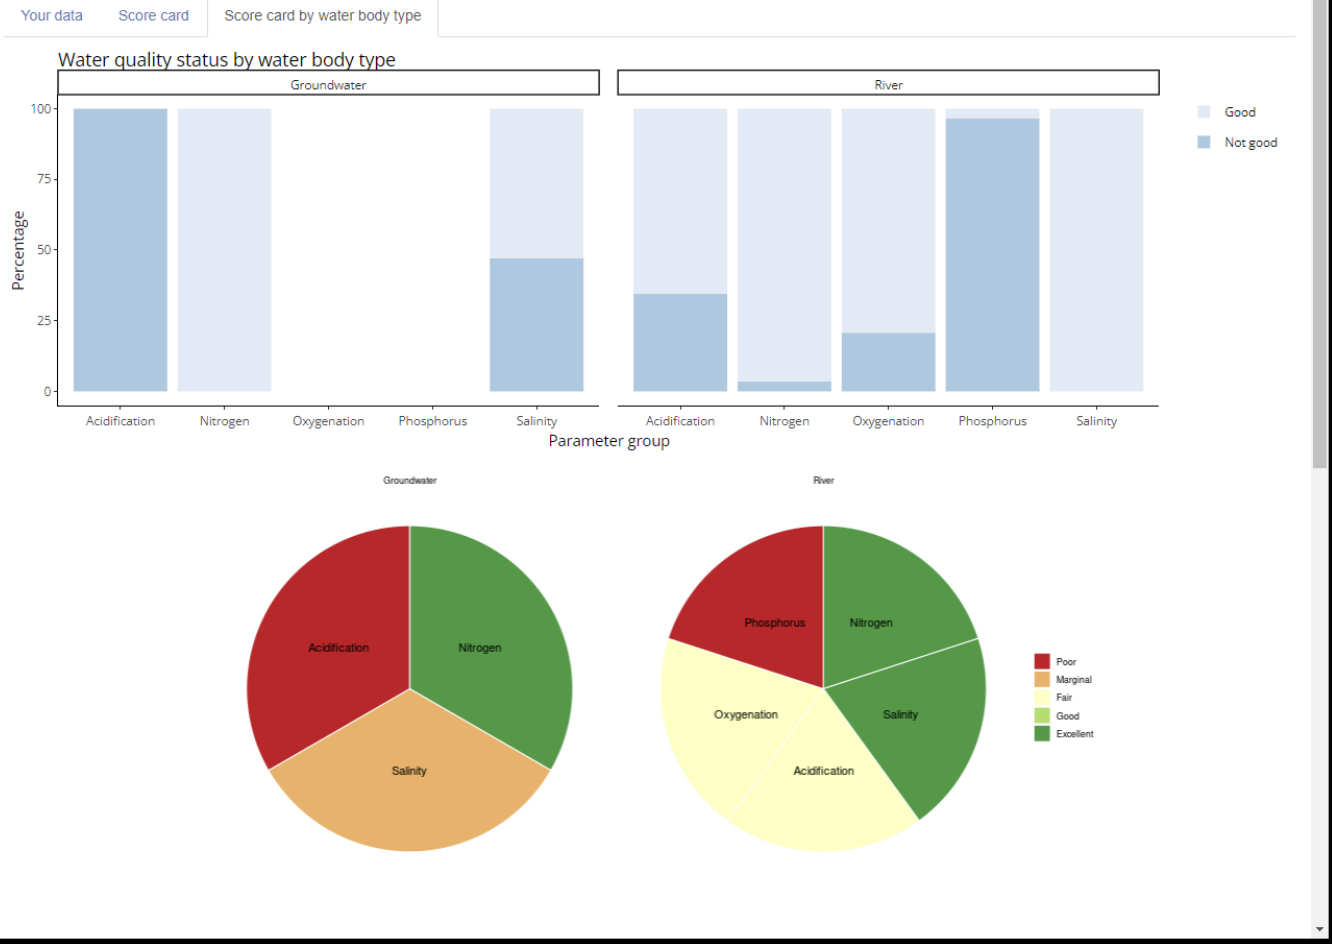 Your data Score card Score card by water body type
Water quality status by water body type
Groundwater River
100
75
50
25
0
Percentage
Good
Not good
Acidification Nitrogen Oxygenation Phosphorus Salinity Acidification Nitrogen Oxygenation Phosphorus Salinity
Parameter group
Groundwater River
Acidification Nitrogen
Salinity
Phosphorus Nitrogen
Oxygenation Salinity
Acidification
Poor
Marginal
Fair
Good
Excellent